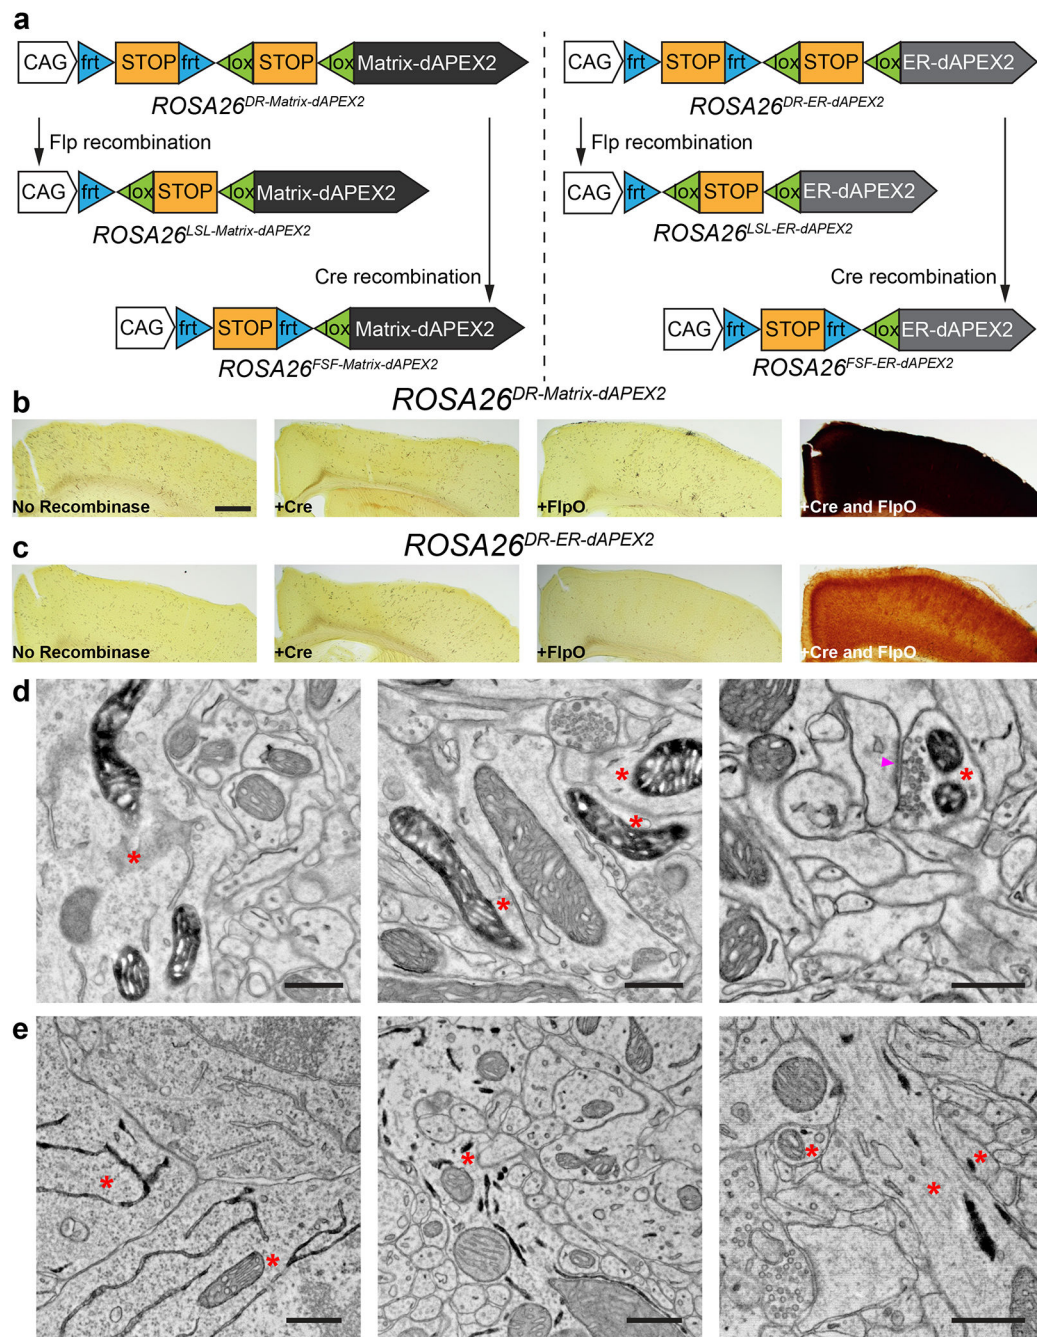 a
CAG frt STOP frt lox STOP lox Matrix-dAPEX2
ROSA26DR-Matrix-dAPEX2
Flp recombination
CAG frt lox STOP lox Matrix-dAPEX2
ROSA26LSL-Matrix-dAPEX2
Cre recombination
CAG frt STOP frt lox Matrix-dAPEX2
ROSA26FSF-Matrix-dAPEX2
CAG frt STOP frt lox STOP lox ER-dAPEX2
ROSA26DR-ER-dAPEX2
Flp recombination
CAG frt lox STOP lox ER-dAPEX2
ROSA26LSL-ER-dAPEX2
Cre recombination
CAG frt STOP frt lox ER-dAPEX2
ROSA26FSF-ER-dAPEX2
b
ROSA26DR-Matrix-dAPEX2
No Recombinase
+Cre
+FlpO
+Cre and FlpO
c
ROSA26DR-ER-dAPEX2
No Recombinase
+Cre
+FlpO
+Cre and FlpO
d
*
*
*
*
*
e
*
*
*
*
*
*